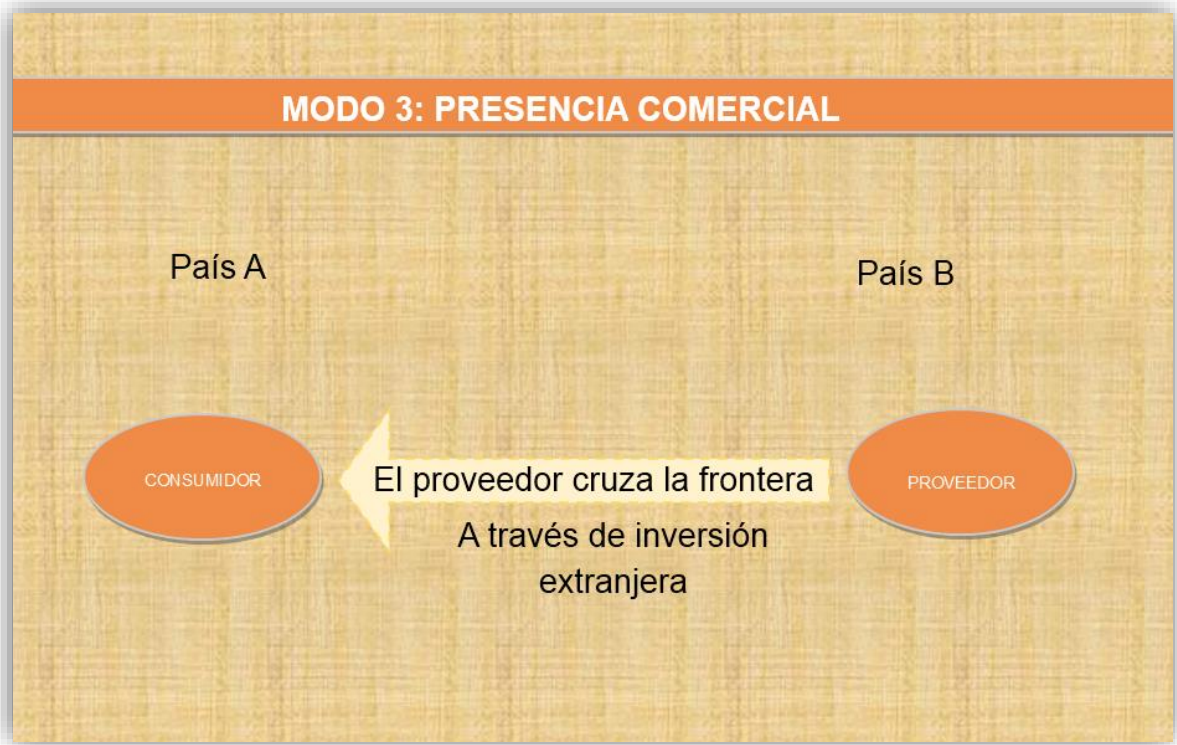 MODO 3: PRESENCIA COMERCIAL
País A
País B
CONSUMIDOR
El proveedor cruza la frontera
PROVEEDOR
A través de inversión
extranjera